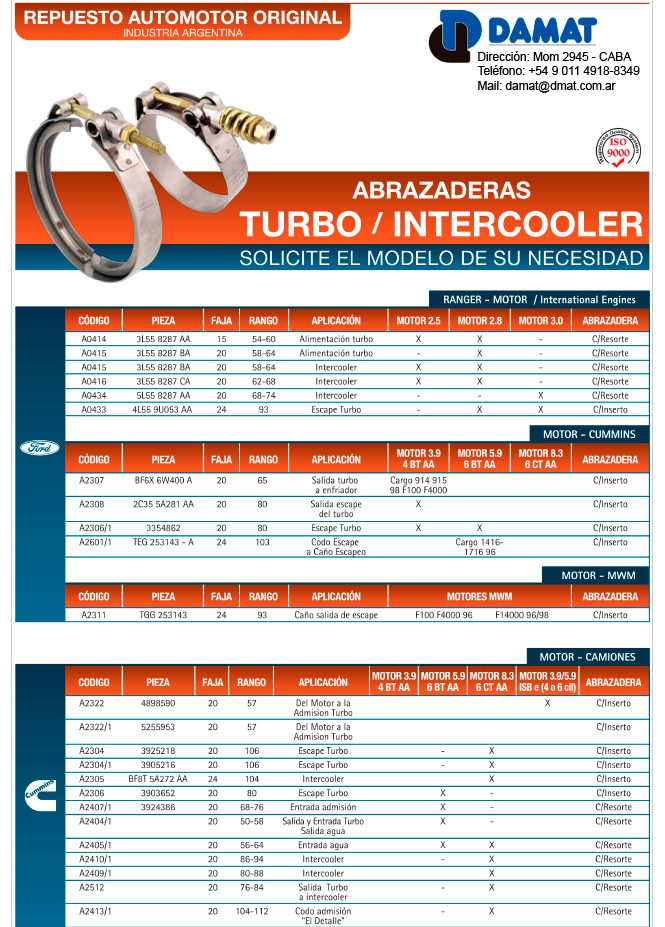 REPUESTO AUTOMOTOR ORIGINAL
INDUSTRIA ARGENTINA
DAMAT
Dirección: Mom 2945 - CABA
Teléfono: +54 9 011 4918-8349
Mail: damat@dmat.com.ar
Registered Quality System
ISO
9000
ABRAZADERAS
TURBO / INTERCOOLER
SOLICITE EL MODELO DE SU NECESIDAD
RANGER - MOTOR / International Engines
CÓDIGO PIEZA FAJA RANGO APLICACIÓN MOTOR 2.5 MOTOR 2.8 MOTOR 3.0 ABRAZADERA
A0414 3L55 8287 AA 15 54-60 Alimentación turbo X X - C/Resorte
A0415 3L55 8287 BA 20 58-64 Alimentación turbo - X - C/Resorte
A0415 3L55 8287 BA 20 58-64 Intercooler X X - C/Resorte
A0416 3L55 8287 CA 20 62-68 Intercooler X X - C/Resorte
A0434 5L55 8287 AA 20 68-74 Intercooler - - X C/Resorte
A0433 4L55 9U053 AA 24 93 Escape Turbo - X X C/Inserto
Ford
MOTOR - CUMMINS
CÓDIGO PIEZA FAJA RANGO APLICACIÓN MOTOR 3.9 4 BT AA MOTOR 5.9 6 BT AA MOTOR 8.3 6 CT AA ABRAZADERA
A2307 BF6X 6W400 A 20 65 Salida turbo Cargo 914 915 C/Inserto
a enfriador 98 F100 F4000
A2308 2C35 5A281 AA 20 80 Salida escape X C/Inserto
del turbo
A2306/1 3354862 20 80 Escape Turbo X X C/Inserto
A2601/1 TEG 253143 - A 24 103 Codo Escape Cargo 1416- C/Inserto
a Caño Escapeo 1716 96
MOTOR - MWM
CÓDIGO PIEZA FAJA RANGO APLICACIÓN MOTORES MWM ABRAZADERA
A2311 TGG 253143 24 93 Caño salida de escape F100 F4000 96 F14000 96/98 C/Inserto
MOTOR - CAMIONES
CODIGO PIEZA FAJA RANGO APLICACIÓN MOTOR 3.9 4 BT AA MOTOR 5.9 6 BT AA MOTOR 8.3 6 CT AA MOTOR 3.9/5.9 ISB e (4 o 6 cil) ABRAZADERA
A2322 4898590 20 57 Del Motor a la X C/Inserto
Admision Turbo
A2322/1 5255953 20 57 Del Motor a la C/Inserto
Admision Turbo
A2304 3925218 20 106 Escape Turbo - X C/Inserto
A2304/1 3905216 20 106 Escape Turbo - X C/Inserto
A2305 BF8T 5A272 AA 24 104 Intercooler X C/Inserto
A2306 3903652 20 80 Escape Turbo X - C/Inserto
A2407/1 3924386 20 68-76 Entrada admisión X - C/Resorte
A2404/1 20 50-58 Salida y Entrada Turbo X - C/Resorte
Salida agua
A2405/1 20 56-64 Entrada agua X X C/Resorte
A2410/1 20 86-94 Intercooler - X C/Resorte
A2409/1 20 80-88 Intercooler X C/Resorte
A2512 20 76-84 Salida Turbo - X C/Resorte
a intercooler
A2413/1 20 104-112 Codo admisión - X C/Resorte
"El Detalle"
Cummins